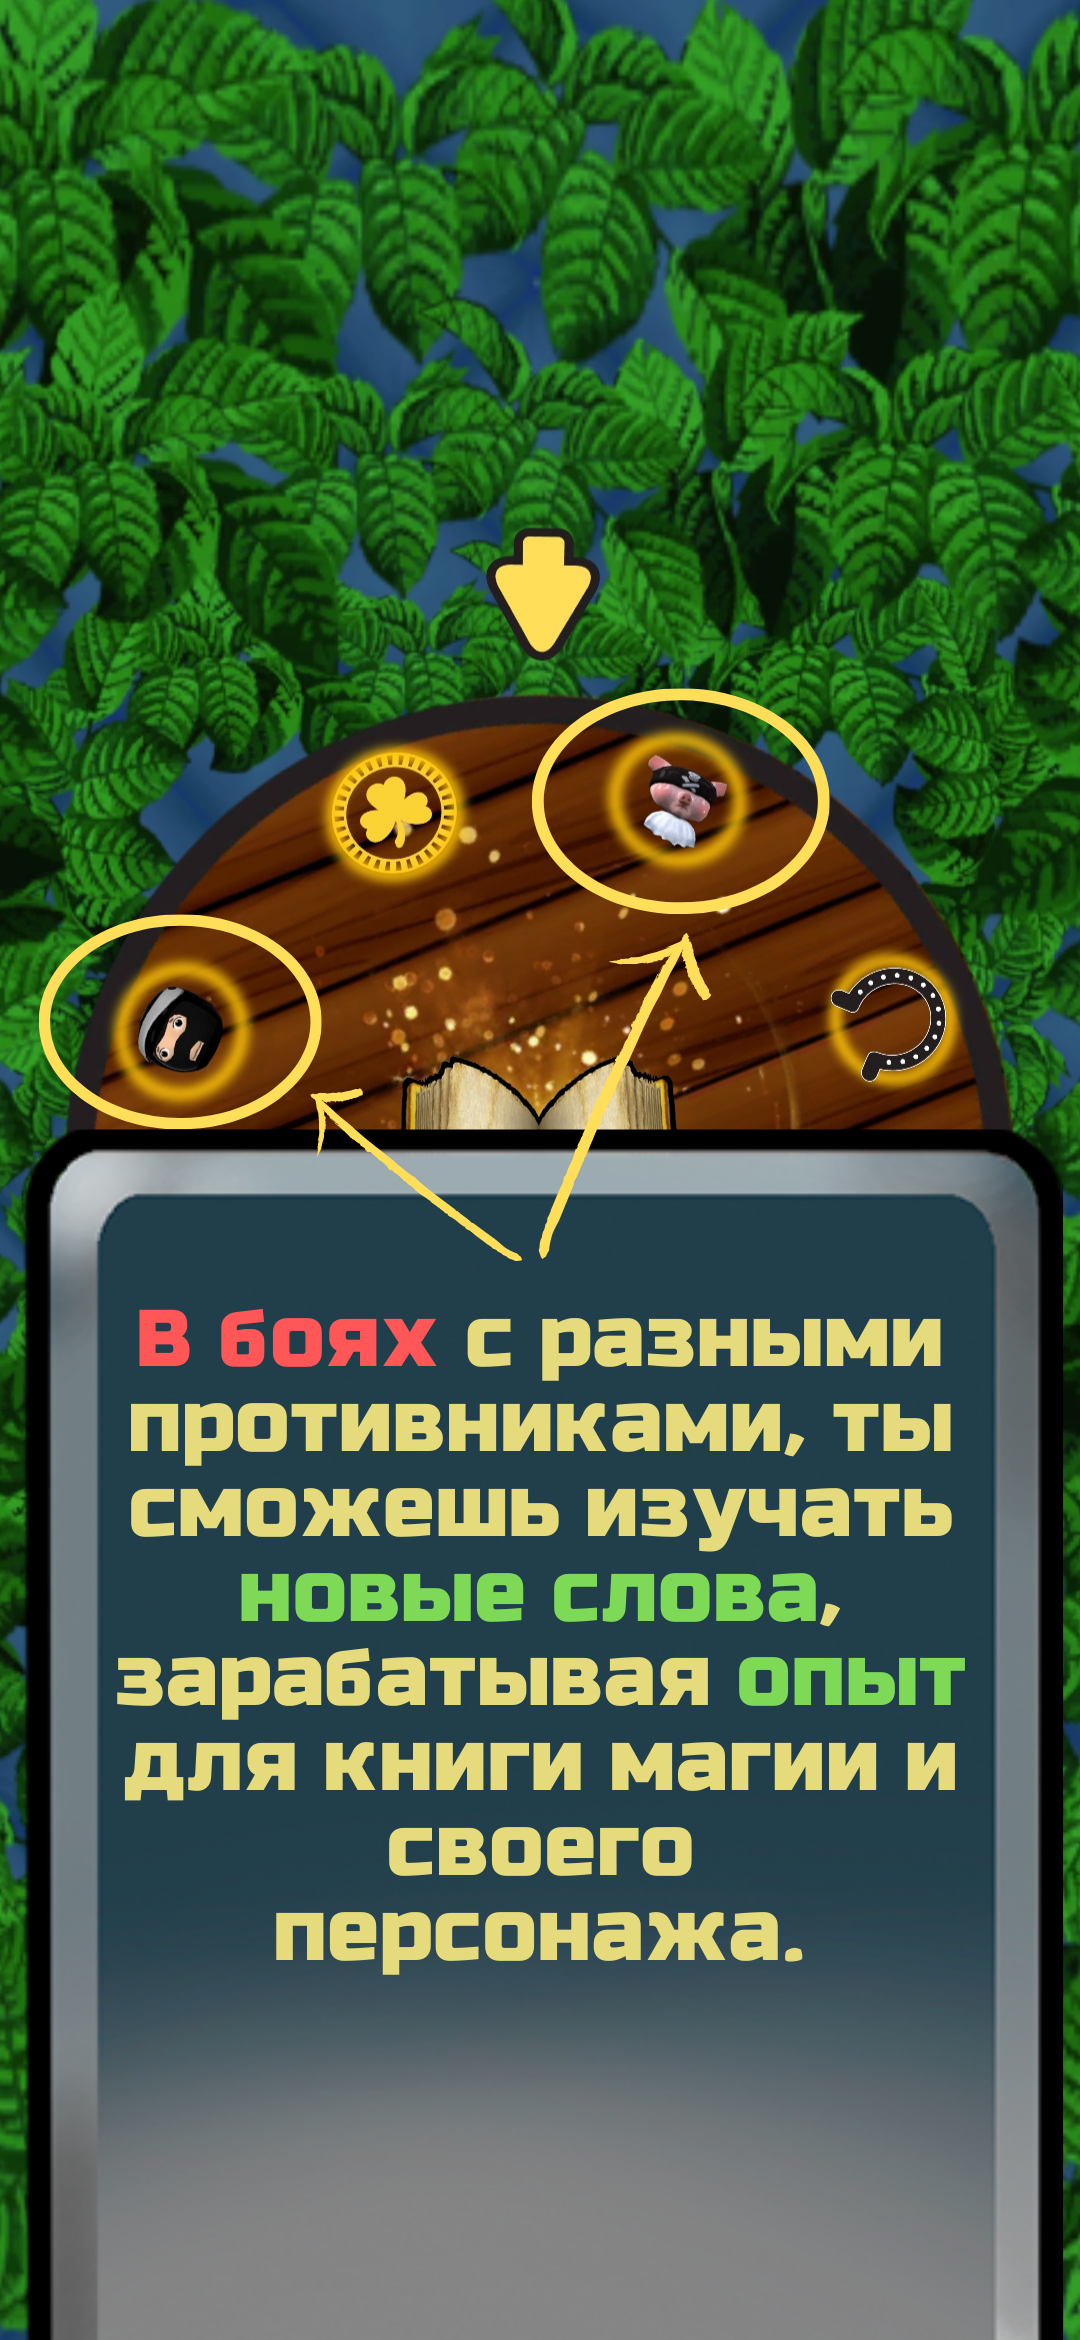 В боях с разными
противниками, ты
сможешь изучать
новые слова,
зарабатывая опыт
для книги магии и
своего
персонажа.